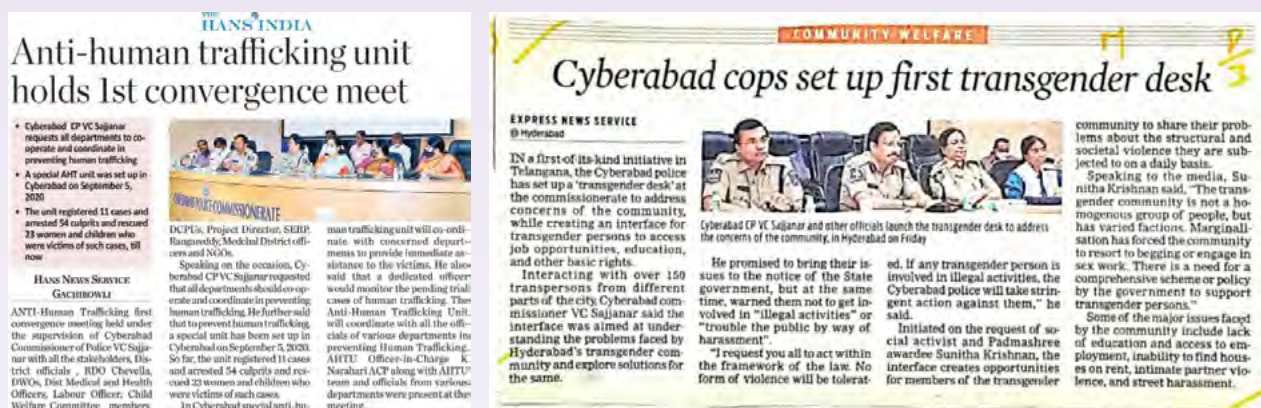 THE
HANS INDIA
Anti-human trafficking unit
holds 1st convergence meet
• Cyberabad CP VC Sajjanar
requests all departments to co-
operate and coordinate in
preventing human trafficking
• A special AHT unit was set up in
Cyberabad on September 5,
2020
• The unit registered 11 cases and
arrested 54 culprits and rescued
23 women and children who
were victims of such cases, till
now
HANS NEWS SERVICE
GACHIBOWLI
ANTI-Human Trafficking first
convergence meeting held under
the supervision of Cyberabad
Commissioner of Police VC Sajja-
nar with all the stakeholders, Dis-
trict officials , RDO Chevella,
DWOs, Dist Medical and Health
Officers, Labour Officer, Child
Welfare Committee members,
POLICE COMMISSIONERATE
DCPUs, Project Director, SERP,
Rangareddy, Medchal District offi-
cers and NGOs.
Speaking on the occasion, Cy-
berabad CP VC Sajjanar requested
that all departments should co-op-
erate and coordinate in preventing
human trafficking. He further said
that to prevent human trafficking,
a special unit has been set up in
Cyberabad on September 5, 2020.
So far, the unit registered 11 cases
and arrested 54 culprits and res-
cued 23 women and children who
were victims of such cases.
In Cyberabad special anti-hu-
man trafficking unit will co-ordi-
nate with concerned depart-
ments to provide immediate as-
sistance to the victims. He also
said that a dedicated officer
would monitor the pending trial
cases of human trafficking. The
Anti-Human Trafficking Unit
will coordinate with all the offi-
cials of various departments in
preventing Human Trafficking.
AHTU Officer-in-Charge K.
Narahari ACP along with AHTU
team and officials from various
departments were present at the
meeting.
COMMUNITY WELFARE
P/3
Cyberabad cops set up first transgender desk
EXPRESS NEWS SERVICE
@ Hyderabad
IN a first-of-its-kind initiative in
Telangana, the Cyberabad police
has set up a 'transgender desk' at
the commissionerate to address
concerns of the community,
while creating an interface for
transgender persons to access
job opportunities, education,
and other basic rights.
Interacting with over 150
transpersons from different
parts of the city, Cyberabad com-
missioner VC Sajjanar said the
interface was aimed at under-
standing the problems faced by
Hyderabad's transgender com-
munity and explore solutions for
the same.
Cyberabad CP VC Sajjanar and other officials launch the transgender desk to address
the concerns of the community, in Hyderabad on Friday
He promised to bring their is-
sues to the notice of the State
government, but at the same
time, warned them not to get in-
volved in "illegal activities" or
"trouble the public by way of
harassment".
"I request you all to act within
the framework of the law. No
form of violence will be tolerat-
ed. If any transgender person is
involved in illegal activities, the
Cyberabad police will take strin-
gent action against them," he
said.
Initiated on the request of so-
cial activist and Padmashree
awardee Sunitha Krishnan, the
interface creates opportunities
for members of the transgender
community to share their prob-
lems about the structural and
societal violence they are sub-
jected to on a daily basis.
Speaking to the media, Su-
nitha Krishnan said, "The trans-
gender community is not a ho-
mogenous group of people, but
has varied factions. Marginali-
sation has forced the community
to resort to begging or engage in
sex work. There is a need for a
comprehensive scheme or policy
by the government to support
transgender persons."
Some of the major issues faced
by the community include lack
of education and access to em-
ployment, inability to find hous-
es on rent, intimate partner vio-
lence, and street harassment.